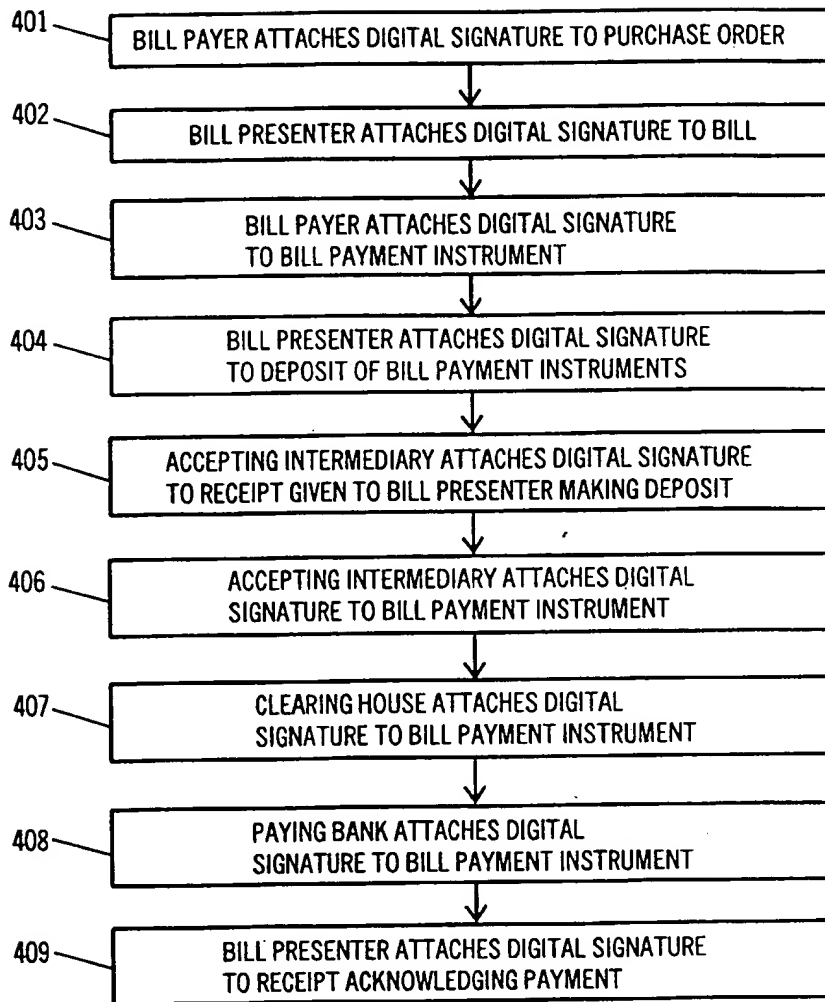 401
BILL PAYER ATTACHES DIGITAL SIGNATURE TO PURCHASE ORDER
402
BILL PRESENTER ATTACHES DIGITAL SIGNATURE TO BILL
403
BILL PAYER ATTACHES DIGITAL SIGNATURE
TO BILL PAYMENT INSTRUMENT
404
BILL PRESENTER ATTACHES DIGITAL SIGNATURE
TO DEPOSIT OF BILL PAYMENT INSTRUMENTS
405
ACCEPTING INTERMEDIARY ATTACHES DIGITAL SIGNATURE
TO RECEIPT GIVEN TO BILL PRESENTER MAKING DEPOSIT
406
ACCEPTING INTERMEDIARY ATTACHES DIGITAL
SIGNATURE TO BILL PAYMENT INSTRUMENT
407
CLEARING HOUSE ATTACHES DIGITAL
SIGNATURE TO BILL PAYMENT INSTRUMENT
408
PAYING BANK ATTACHES DIGITAL
SIGNATURE TO BILL PAYMENT INSTRUMENT
409
BILL PRESENTER ATTACHES DIGITAL SIGNATURE
TO RECEIPT ACKNOWLEDGING PAYMENT